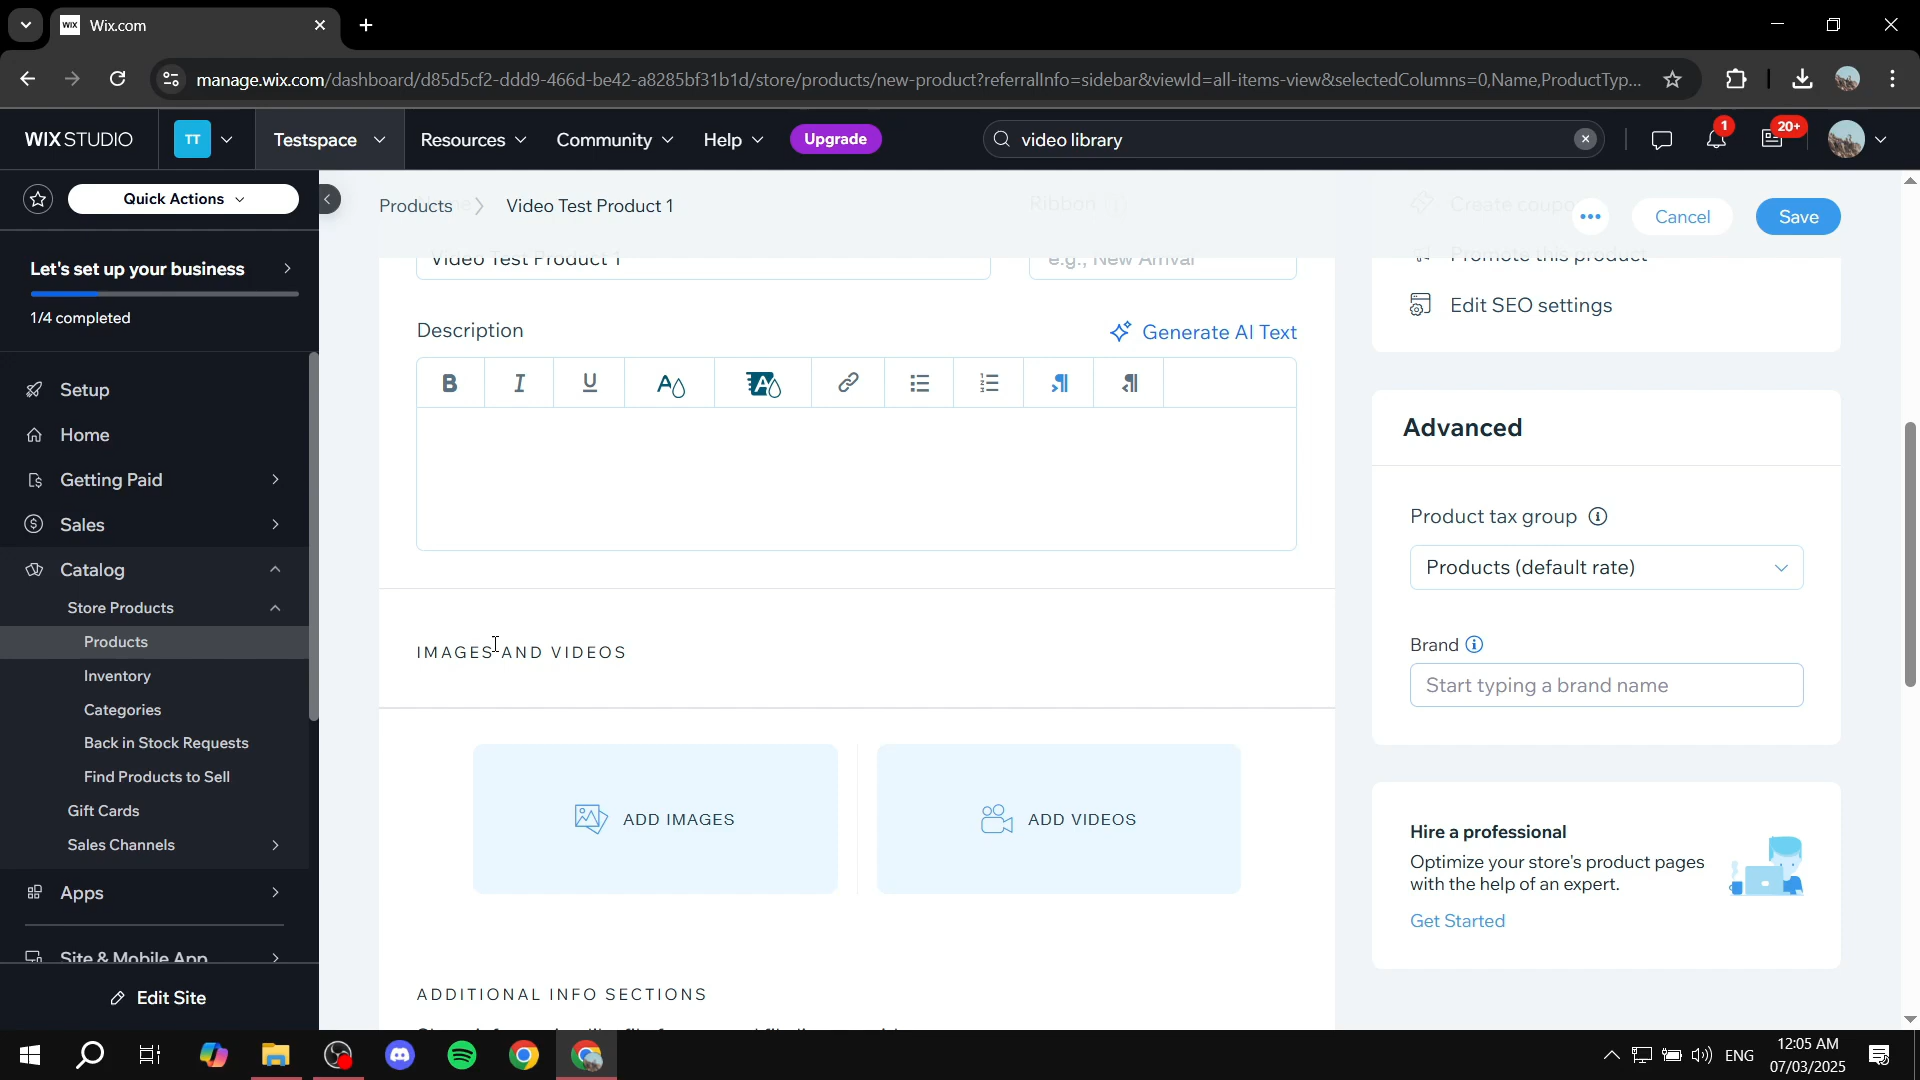 WIX
Wix.com
manage.wix.com/dashboard/d85d5cf2-ddd9-466d-be42-a8285bf31b1d/store/products/new-product?referralInfo=sidebar&viewId=all-items-view&selectedColumns=0,Name,ProductTyp...
WIX STUDIO
TT
Testspace
Resources
Community
Help
Upgrade
video library
1
20+
Quick Actions
Products
Video Test Product 1
Ribbon
Create coupo
Cancel
Save
Let's set up your business
1/4 completed
Video Test Product 1
e.g., New Arrival
Promote this product
Edit SEO settings
Description
Generate AI Text
B I U A A
Setup
Home
Getting Paid
Sales
Catalog
Store Products
Products
Inventory
Categories
Back in Stock Requests
Find Products to Sell
Gift Cards
Sales Channels
Apps
Site & Mobile App
Edit Site
IMAGES AND VIDEOS
ADD IMAGES
ADD VIDEOS
ADDITIONAL INFO SECTIONS
Advanced
Product tax group
Products (default rate)
Brand
Start typing a brand name
Hire a professional
Optimize your store's product pages
with the help of an expert.
Get Started
ENG
12:05 AM
07/03/2025